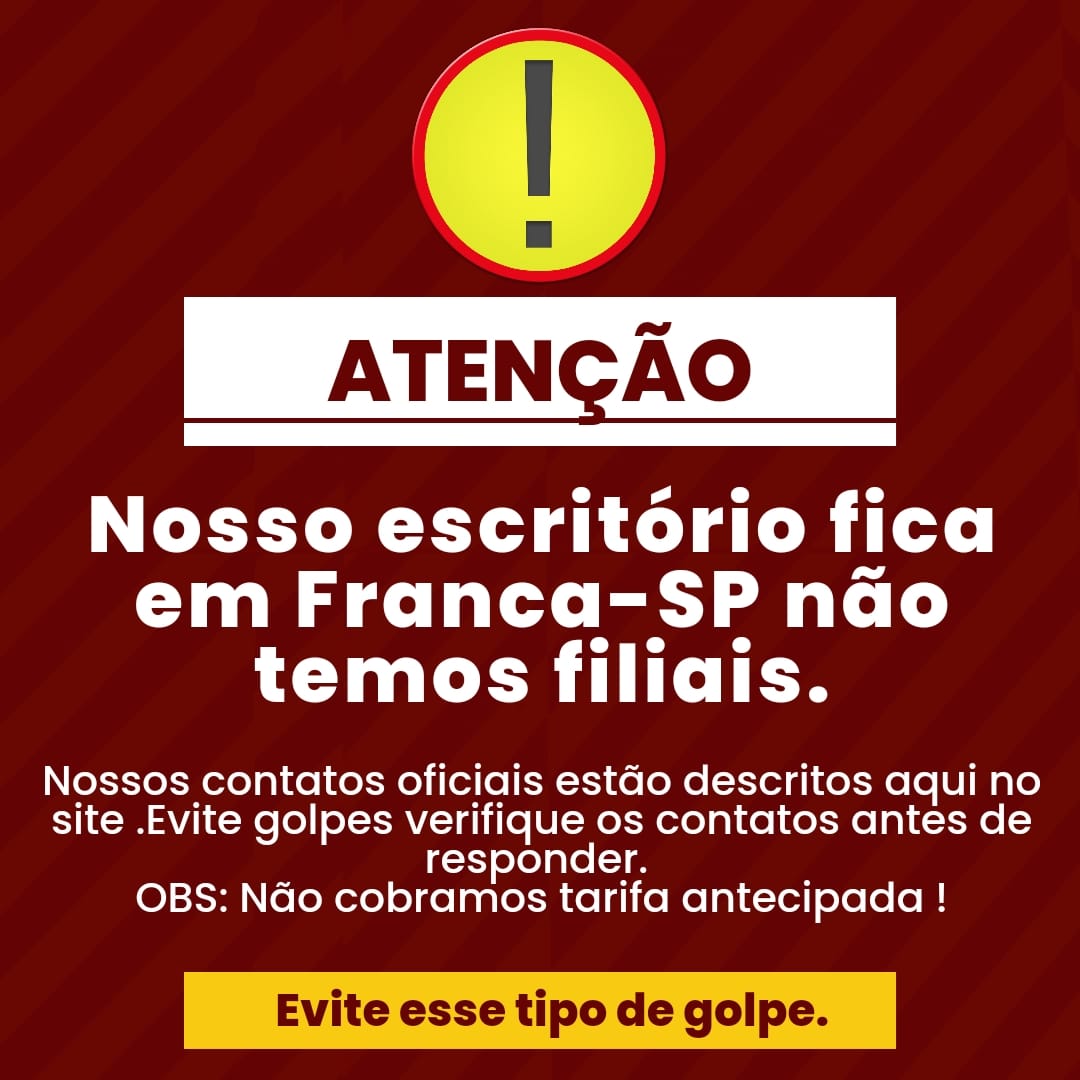 !
ATENÇÃO
Nosso escritório fica
em Franca-SP não
temos filiais.
Nossos contatos oficiais estão descritos aqui no
site .Evite golpes verifique os contatos antes de
responder.
OBS: Não cobramos tarifa antecipada !
Evite esse tipo de golpe.